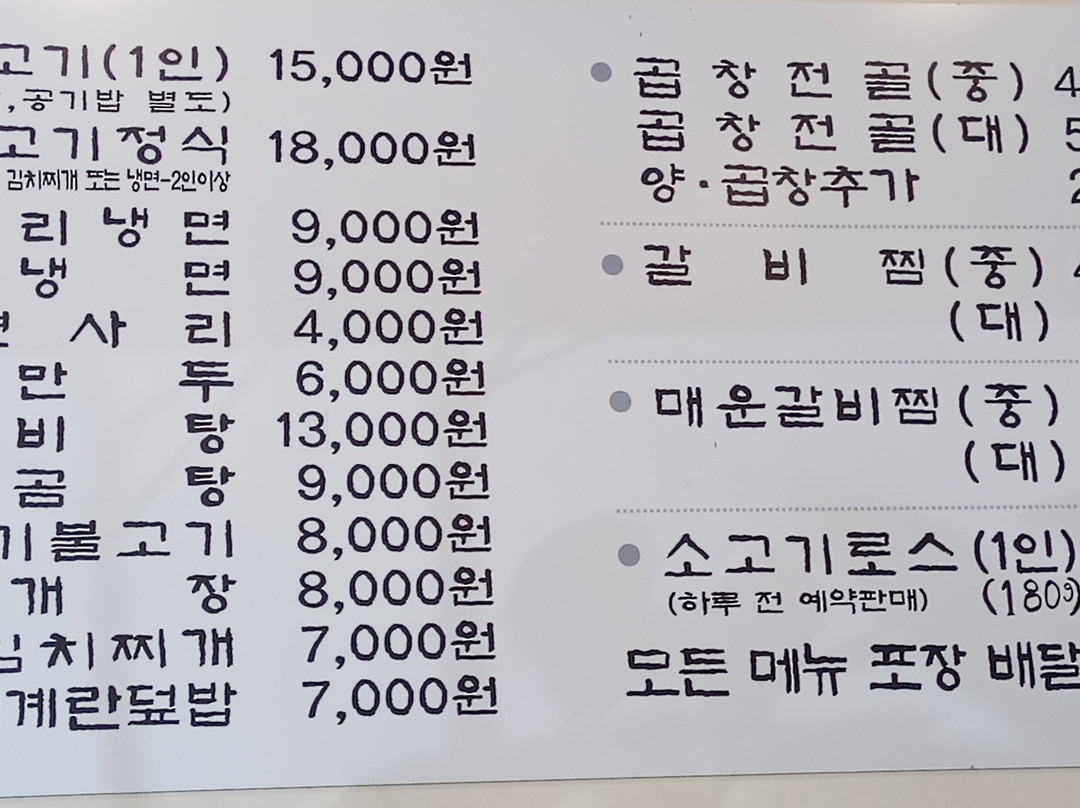 고기(1인) 15,000원
,공기밥 별도)
고기정식 18,000원
김치찌개 또는 냉면-2인이상
리냉면 9,000원
냉면 9,000원
사리 4,000원
만두 6,000원
비탕 13,000원
곰탕 9,000원
기불고기 8,000원
개장 8,000원
김치찌개 7,000원
계란덮밥 7,000원
곱창전골(중) 4
곱창전골(대) 5
양·곱창추가 2
갈비찜(중) 4
(대)
매운갈비찜(중)
(대)
소고기로스(1인)
(하루 전 예약판매) (180g)
모든 메뉴 포장 배달